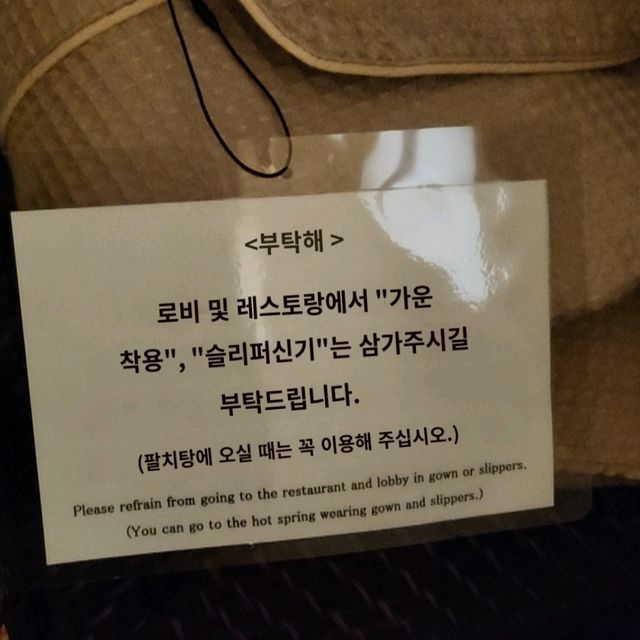 <부탁해 >
로비 및 레스토랑에서 "가운
착용", "슬리퍼신기"는 삼가주시길
부탁드립니다.
(팔치탕에 오실 때는 꼭 이용해 주십시오.)
Please refrain from going to the restaurant and lobby in gown or slippers.
(You can go to the hot spring wearing gown and slippers.)